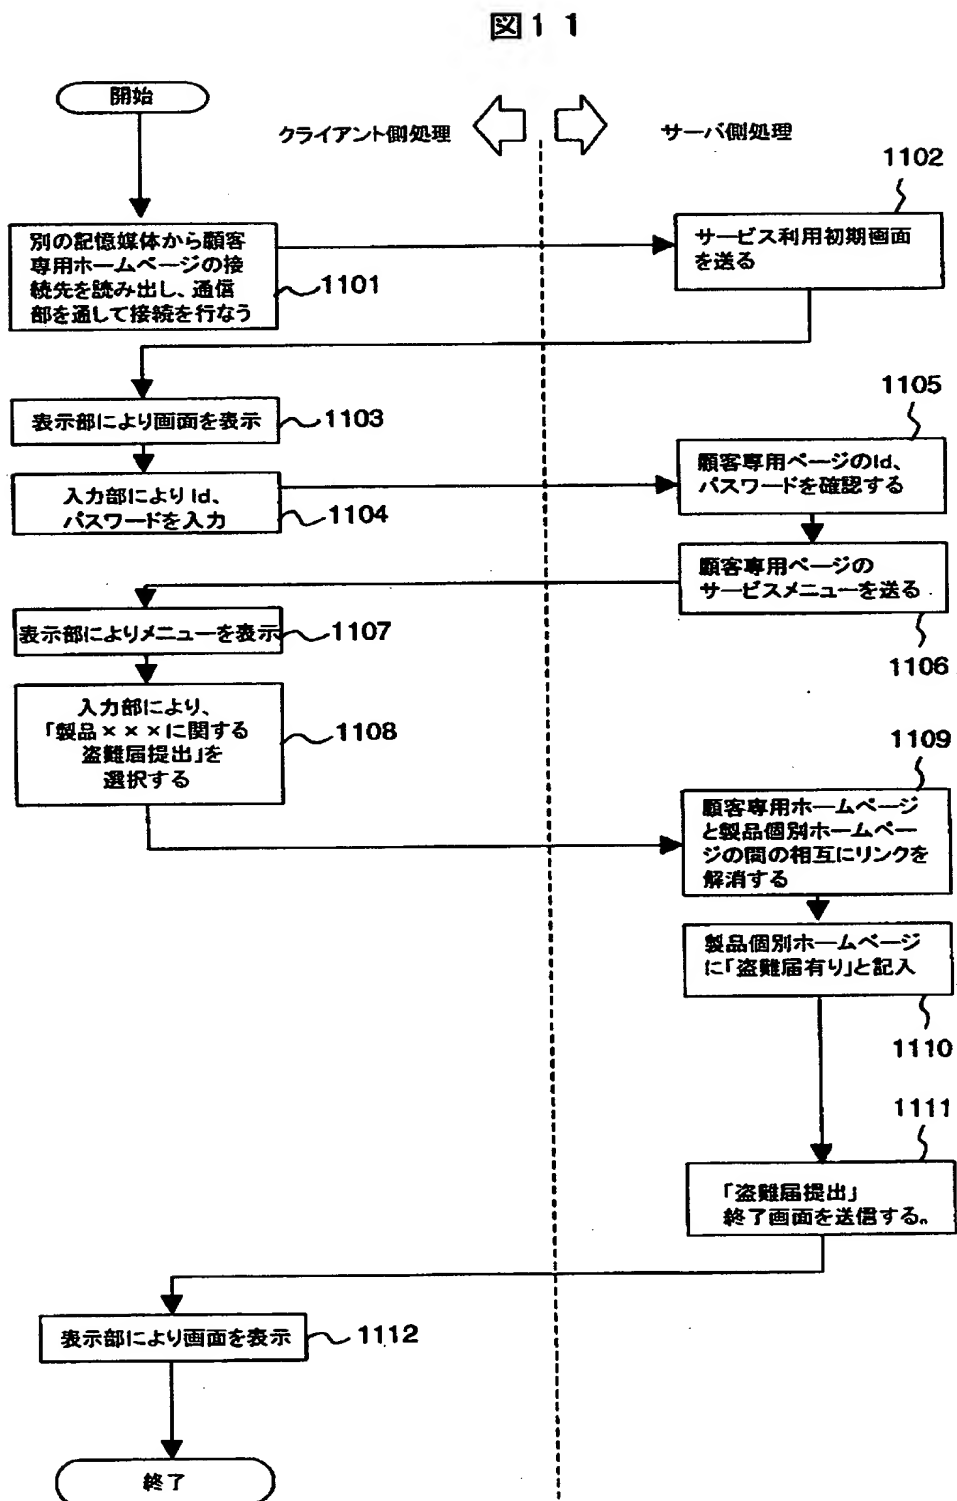 図11
開始
クライアント側処理
サーバ側処理
1102
別の記憶媒体から顧客
専用ホームページの接
続先を読み出し、通信
部を通して接続を行なう
1101
サービス利用初期画面
を送る
1105
表示部により画面を表示
1103
顧客専用ページのId、
パスワードを確認する
入力部によりId、
パスワードを入力
1104
顧客専用ページの
サービスメニューを送る
1106
表示部によりメニューを表示
1107
入力部により、
「製品×××に関する
盗難届提出」を
選択する
1108
1109
顧客専用ホームページ
と製品個別ホームペー
ジの間の相互にリンクを
解消する
製品個別ホームページ
に「盗難届有り」と記入
1110
1111
「盗難届提出」
終了画面を送信する。
表示部により画面を表示
1112
終了